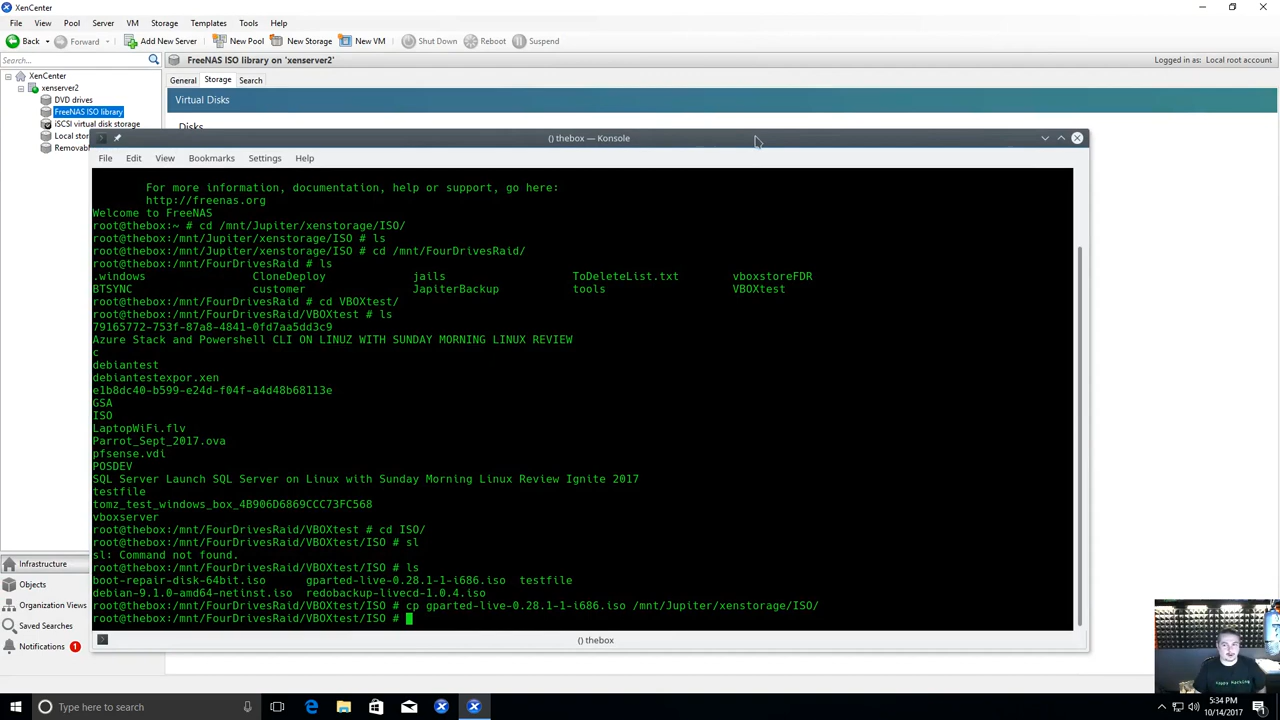 XenCenter
File View Pool Server VM Storage Templates Tools Help
Back Forward Add New Server New Pool New Storage New VM Shut Down Reboot Suspend
Search...
FreeNAS ISO library on 'xenserver2'
Logged in as: Local root account
XenCenter
xenserver2
DVD drives
FreeNAS ISO library
iSCSI virtual disk storage
Local sto
Removab
General Storage Search
Virtual Disks
Disks
() thebox — Konsole
File Edit View Bookmarks Settings Help
For more information, documentation, help or support, go here:
http://freenas.org
Welcome to FreeNAS
root@thebox:~ # cd /mnt/Jupiter/xenstorage/ISO/
root@thebox:/mnt/Jupiter/xenstorage/ISO # ls
root@thebox:/mnt/Jupiter/xenstorage/ISO # cd /mnt/FourDrivesRaid/
root@thebox:/mnt/FourDrivesRaid # ls
.windows CloneDeploy jails ToDeleteList.txt vboxstoreFDR
BTSYNC customer JapiterBackup tools VBOXtest
root@thebox:/mnt/FourDrivesRaid # cd VBOXtest/
root@thebox:/mnt/FourDrivesRaid/VBOXtest # ls
79165772-753f-87a8-4841-0fd7aa5dd3c9
Azure Stack and Powershell CLI ON LINUZ WITH SUNDAY MORNING LINUX REVIEW
c
debiantest
debiantestexpor.xen
e1b8dc40-b599-e24d-f04f-a4d48b68113e
GSA
ISO
LaptopWiFi.flv
Parrot_Sept_2017.ova
pfsense.vdi
POSDEV
SQL Server Launch SQL Server on Linux with Sunday Morning Linux Review Ignite 2017
testfile
tomz_test_windows_box_4B906D6869CCC73FC568
vboxserver
root@thebox:/mnt/FourDrivesRaid/VBOXtest # cd ISO/
root@thebox:/mnt/FourDrivesRaid/VBOXtest/ISO # sl
sl: Command not found.
root@thebox:/mnt/FourDrivesRaid/VBOXtest/ISO # ls
boot-repair-disk-64bit.iso gparted-live-0.28.1-1-i686.iso testfile
debian-9.1.0-amd64-netinst.iso redobackup-livecd-1.0.4.iso
root@thebox:/mnt/FourDrivesRaid/VBOXtest/ISO # cp gparted-live-0.28.1-1-i686.iso /mnt/Jupiter/xenstorage/ISO/
root@thebox:/mnt/FourDrivesRaid/VBOXtest/ISO #
() thebox
Infrastructure
Objects
Organization Views
Saved Searches
Notifications 1
Type here to search
5:34 PM
10/14/2017
1